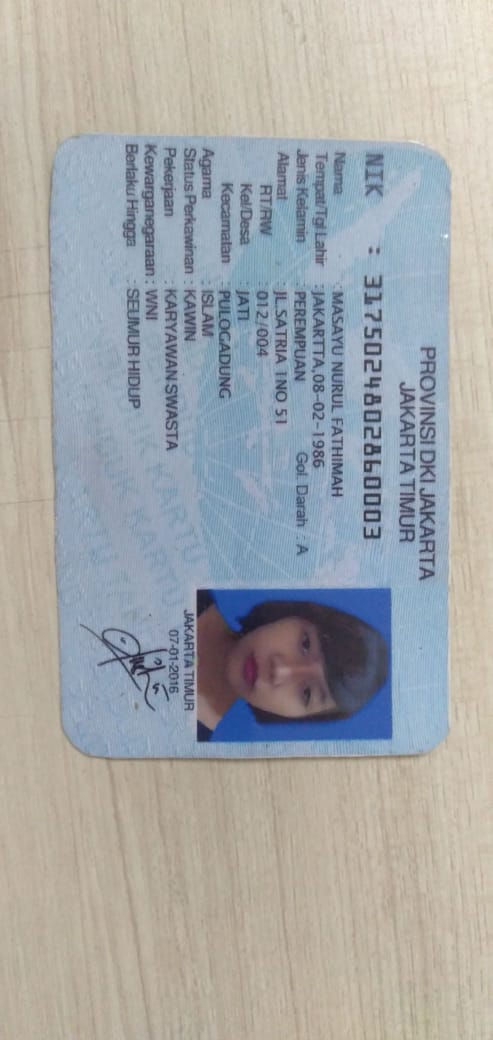 PROVINSI DKI JAKARTA
JAKARTA TIMUR
NIK : 3175024802860003
Nama : MASAYU NURUL FATHIMAH
Tempat/Tgl Lahir : JAKARTTA,08-02-1986
Jenis Kelamin : PEREMPUAN Gol. Darah : A
Alamat : JL.SATRIA 1 NO 51
RT/RW : 012/004
Kel/Desa : JATI
Kecamatan : PULOGADUNG
Agama : ISLAM
Status Perkawinan : KAWIN
Pekerjaan : KARYAWAN SWASTA
Kewarganegaraan : WNI
Berlaku Hingga : SEUMUR HIDUP
JAKARTA TIMUR
07-01-2016